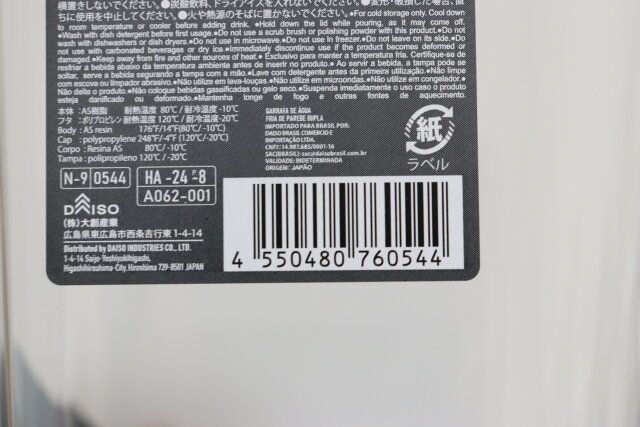 横置きしないでください。●炭酸飲料、ドライアイスを入れないでください。●変形・破損した場合、直
ちに使用を中止してください。●火や熱源のそばに置かないでください。●For cold storage only. Cool down
to room temperature or cooler before adding drink. ●Hold down the lid while pouring, as it may come off.
●Wash with dish detergent before first use.●Do not use a scrub brush or polishing powder with this product.●Do not
wash with dishwashers or dish dryers.●Do not use in microwave.●Do not use in freezer.●Do not leave on its side.●Do
not use with carbonated beverages or dry ice.●Immediately discontinue use if the product becomes deformed or
damaged.●Keep away from fire and other sources of heat.●Exclusivo para manter a temperatura fria. Certifique-se de
resfriar a bebida abaixo da temperatura ambiente antes de inserir no produto. ● Ao servir a bebida, a tampa pode se
soltar, serve a bebida segurando a tampa com a mão.●Lave com detergente antes da primeira utilização.●Não limpe
com escova ou limpador abrasivo.●Não utilize em lava-louças.●Não utilize em microondas.●Não utilize em congelador.●
Não deite o produto.●Não coloque bebidas gaseificadas ou gelo seco.●Suspenda imediatamente o uso caso o produto
esteja danificado ou deformado.●Mantenha longe de fogo e outras fontes de aquecimento.
本体：AS樹脂 耐熱温度 80℃/耐冷温度-10℃
フタ：ポリプロピレン 耐熱温度 120℃/耐冷温度-20℃
Body : AS resin 176°F/14°F(80℃/-10℃)
Cap : polypropylene 248°F/-4°F (120℃/-20℃)
Corpo : Resina AS 80℃/-10℃
Tampa : polipropileno 120℃/-20℃
GARRAFA DE ÁGUA
FRIA DE PAREDE DUPLA
IMPORTADO PARA BRASIL POR:
DAISO BRASIL COMÉRCIO E
IMPORTAÇÃO LTDA.
CNPJ: 14.987.685/0001-16
SAC(BRASIL): sac@daisobrasil.com.br
VALIDADE: INDETERMINADA
ORIGEM: JAPÃO
紙
ラベル
N-9 0544
HA-24 P-8
A062-001
DAISO
(株)大創産業
広島県東広島市西条吉行東1-4-14
Distributed by DAISO INDUSTRIES CO., LTD.
1-4-14 Saijo-Yoshiyukihigashi,
Higashihiroshima-City, Hiroshima 739-8501 JAPAN
4 550480 760544